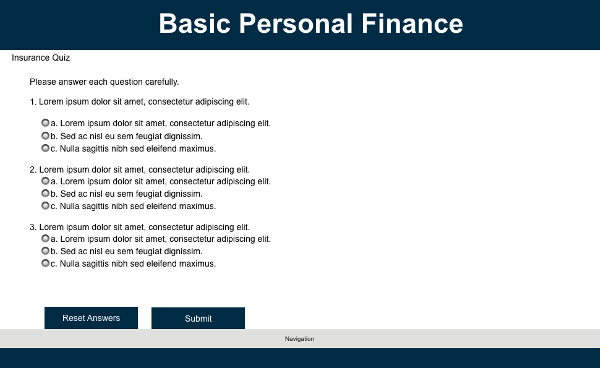 Basic Personal Finance
Insurance Quiz
Please answer each question carefully.
1. Lorem ipsum dolor sit amet, consectetur adipiscing elit.
a. Lorem ipsum dolor sit amet, consectetur adipiscing elit.
b. Sed ac nisl eu sem feugiat dignissim.
c. Nulla sagittis nibh sed eleifend maximus.
2. Lorem ipsum dolor sit amet, consectetur adipiscing elit.
a. Lorem ipsum dolor sit amet, consectetur adipiscing elit.
b. Sed ac nisl eu sem feugiat dignissim.
c. Nulla sagittis nibh sed eleifend maximus.
3. Lorem ipsum dolor sit amet, consectetur adipiscing elit.
a. Lorem ipsum dolor sit amet, consectetur adipiscing elit.
b. Sed ac nisl eu sem feugiat dignissim.
c. Nulla sagittis nibh sed eleifend maximus.
Reset Answers Submit
Navigation